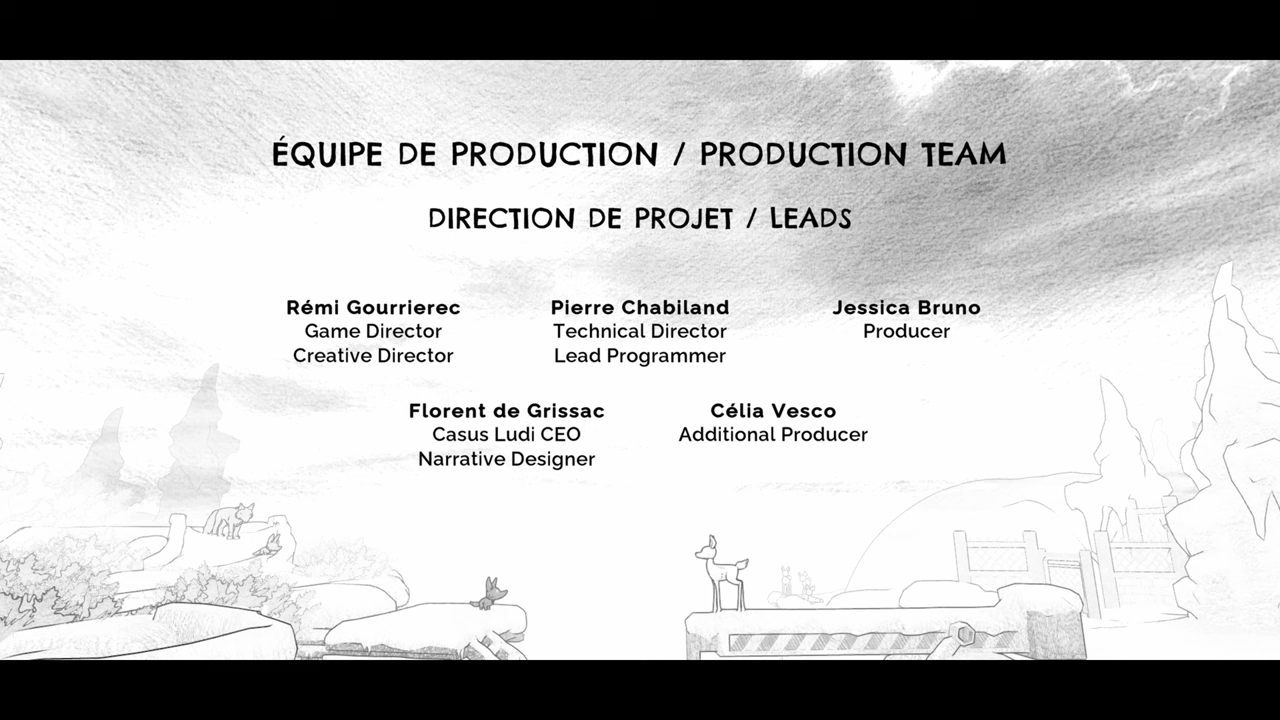 ÉQUIPE DE PRODUCTION / PRODUCTION TEAM
DIRECTION DE PROJET / LEADS
Rémi Gourrierec
Game Director
Creative Director
Pierre Chabiland
Technical Director
Lead Programmer
Jessica Bruno
Producer
Florent de Grissac
Casus Ludi CEO
Narrative Designer
Célia Vesco
Additional Producer